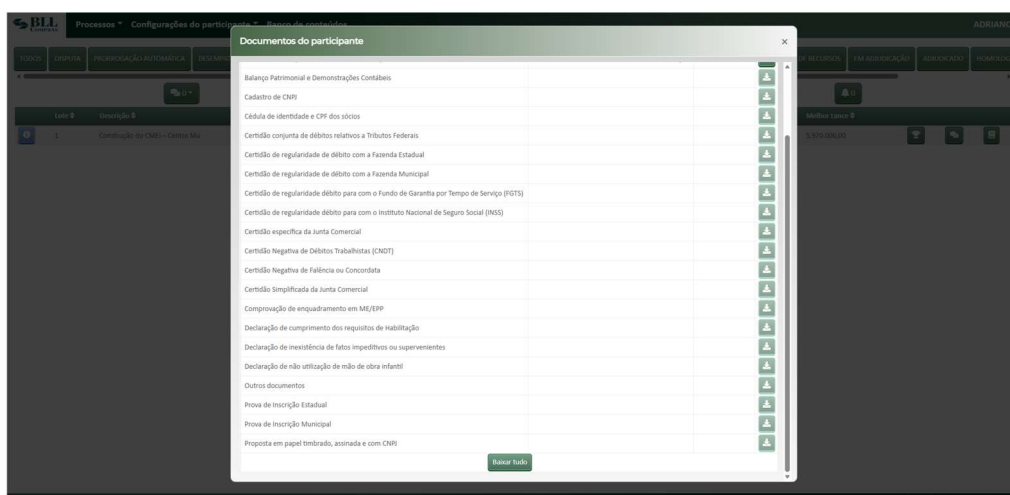 BLL COMPRAS
Processos Configurações do participante Banco de conteúdos
ADRIANO
Documentos do participante
×
TODOS DISPUTA PRORROGAÇÃO AUTOMÁTICA
DE RECURSOS EM ADJUDICAÇÃO ADJUDICADO
0
0
Lote Descrição
Melhor Lance
1
Balanço Patrimonial e Demonstrações Contábeis
Cadastro de CNPJ
Cédula de identidade e CPF dos sócios
Certidão conjunta de débitos relativos a Tributos Federais
Certidão de regularidade de débito com a Fazenda Estadual
Certidão de regularidade de débito com a Fazenda Municipal
Certidão de regularidade débito para com o Fundo de Garantia por Tempo de Serviço (FGTS)
Certidão de regularidade débito para com o Instituto Nacional de Seguro Social (INSS)
Certidão específica da Junta Comercial
Certidão Negativa de Débitos Trabalhistas (CNDT)
Certidão Negativa de Falência ou Concordata
Certidão Simplificada da Junta Comercial
Comprovação de enquadramento em ME/EPP
Declaração de cumprimento dos requisitos de Habilitação
Declaração de inexistência de fatos impeditivos ou supervenientes
Declaração de não utilização de mão de obra infantil
Outros documentos
Prova de Inscrição Estadual
Prova de Inscrição Municipal
Proposta em papel timbrado, assinada e com CNPJ
Baixar tudo